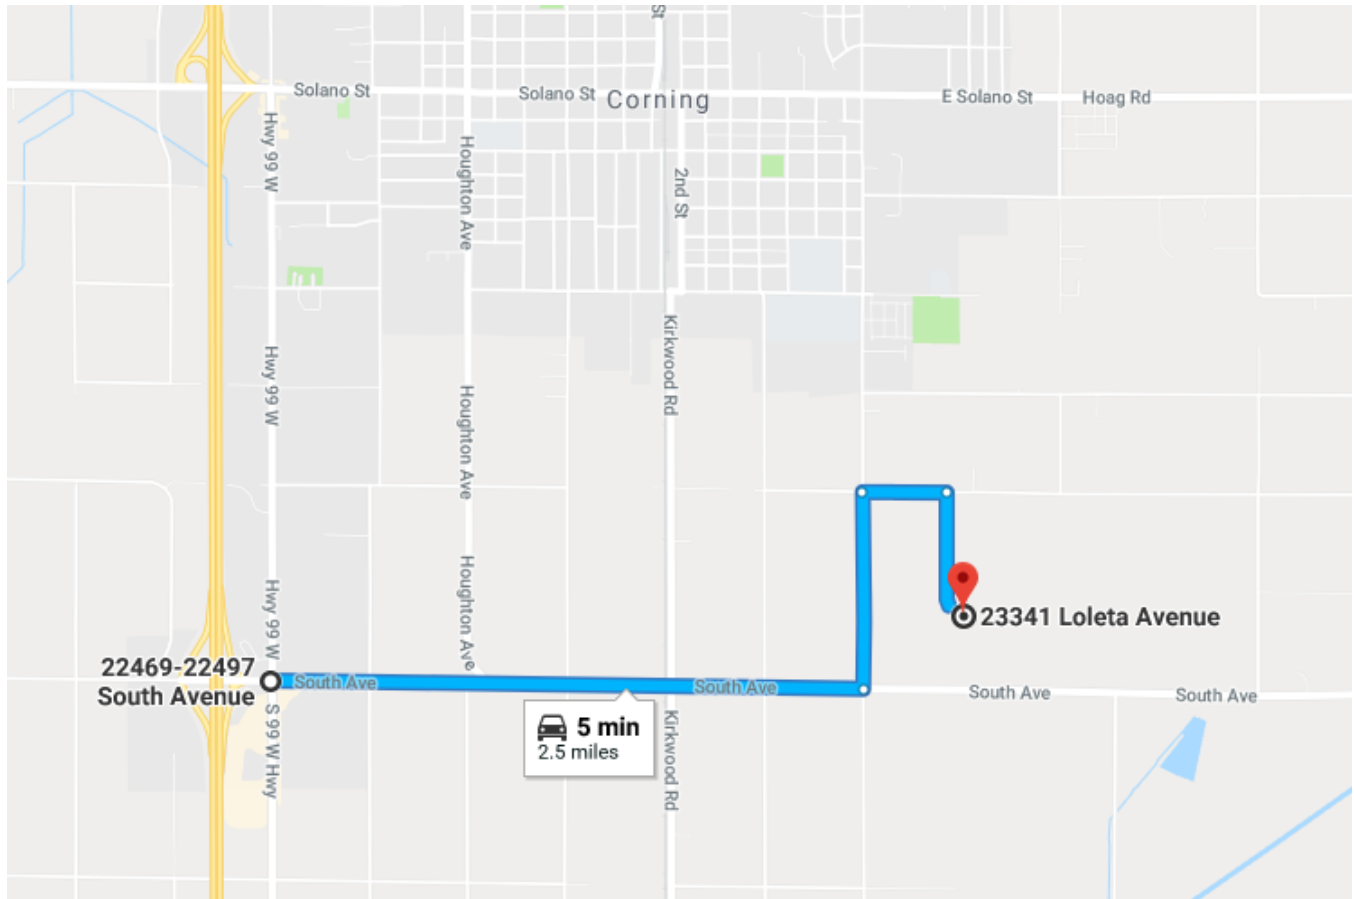 St
Solano St
Solano St
Corning
E Solano St
Hoag Rd
Hwy 99 W
Houghton Ave
2nd St
Hwy 99 W
Kirkwood Rd
Houghton Ave
Hwy 99 W
Houghton Ave
23341 Loleta Avenue
22469-22497
South Avenue
South Ave
South Ave
South Ave
South Ave
S 99 W Hwy
5 min
2.5 miles
Kirkwood Rd